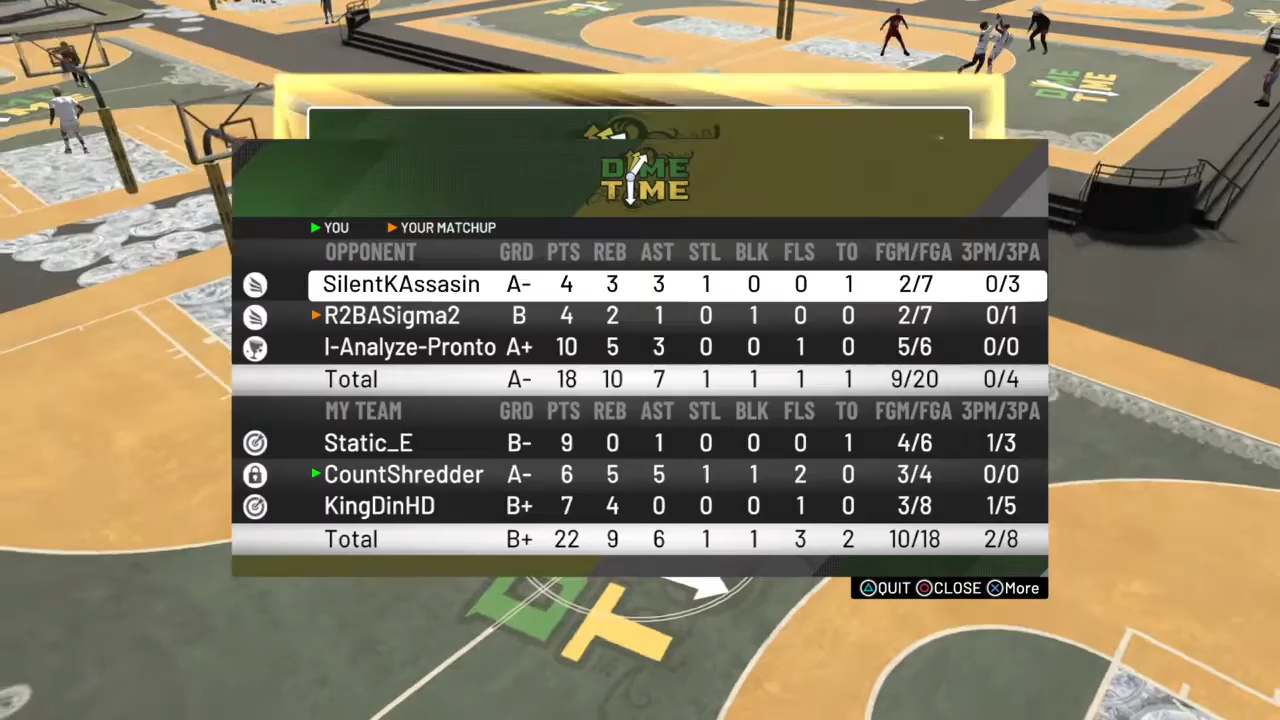 DIME
TIME
DIME
TIME
YOU YOUR MATCHUP
OPPONENT GRD PTS REB AST STL BLK FLS TO FGM/FGA 3PM/3PA
SilentKAssasin A- 4 3 3 1 0 0 1 2/7 0/3
R2BASigma2 B 4 2 1 0 1 0 0 2/7 0/1
I-Analyze-Pronto A+ 10 5 3 0 0 1 0 5/6 0/0
Total A- 18 10 7 1 1 1 1 9/20 0/4
MY TEAM GRD PTS REB AST STL BLK FLS TO FGM/FGA 3PM/3PA
Static_E B- 9 0 1 0 0 0 1 4/6 1/3
CountShredder A- 6 5 5 1 1 2 0 3/4 0/0
KingDinHD B+ 7 4 0 0 0 1 0 3/8 1/5
Total B+ 22 9 6 1 1 3 2 10/18 2/8
QUIT CLOSE More
DT